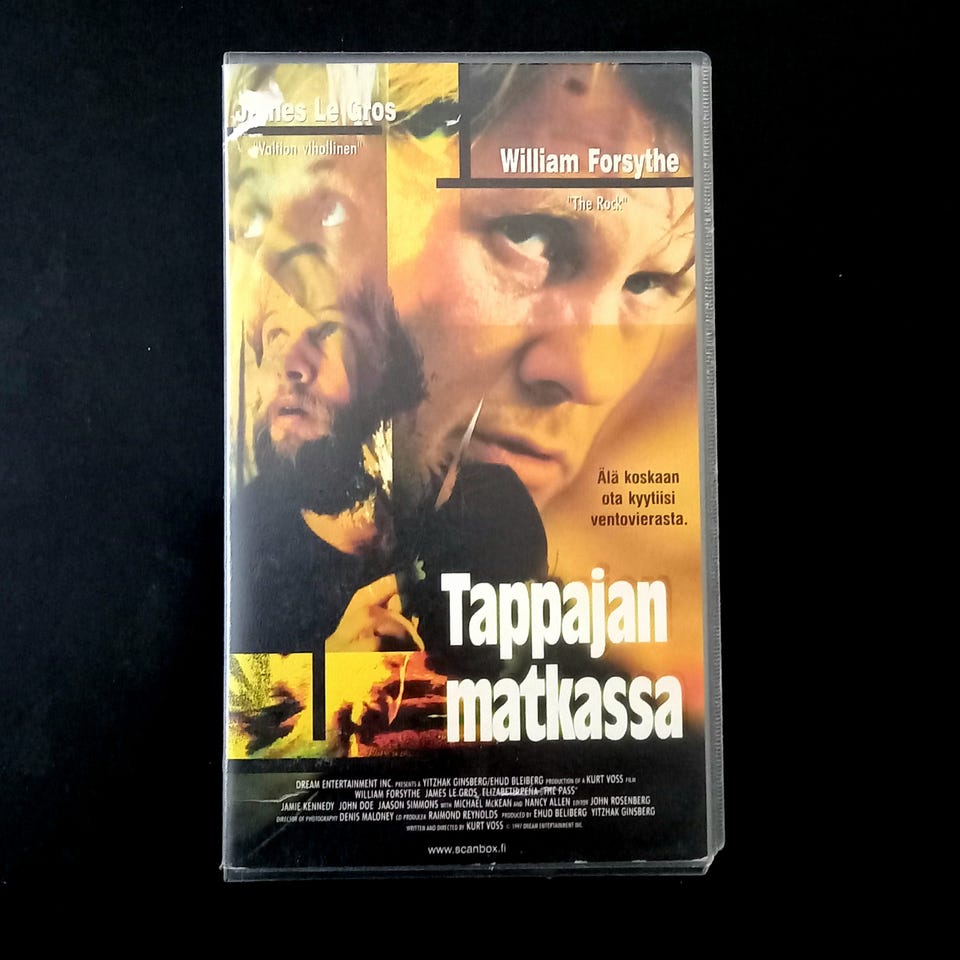 James Le Gros
"Valtion vihollinen"
William Forsythe
"The Rock"
Älä koskaan
ota kyytiisi
ventovierasta.
Tappajan
matkassa
DREAM ENTERTAINMENT INC. PRESENTS A YITZHAK GINSBERG/EHUD BLEIBERG PRODUCTION OF A KURT VOSS FILM
WILLIAM FORSYTHE JAMES LE GROS ELIZABETH PEÑA "THE PASS"
JAMIE KENNEDY JOHN DOE JAASON SIMMONS WITH MICHAEL McKEAN AND NANCY ALLEN EDITOR JOHN ROSENBERG
DIRECTOR OF PHOTOGRAPHY DENIS MALONEY CO PRODUCER RAIMOND REYNOLDS PRODUCED BY EHUD BELIBERG YITZHAK GINSBERG
WRITTEN AND DIRECTED BY KURT VOSS © 1997 DREAM ENTERTAINMENT INC.
www.scanbox.fi